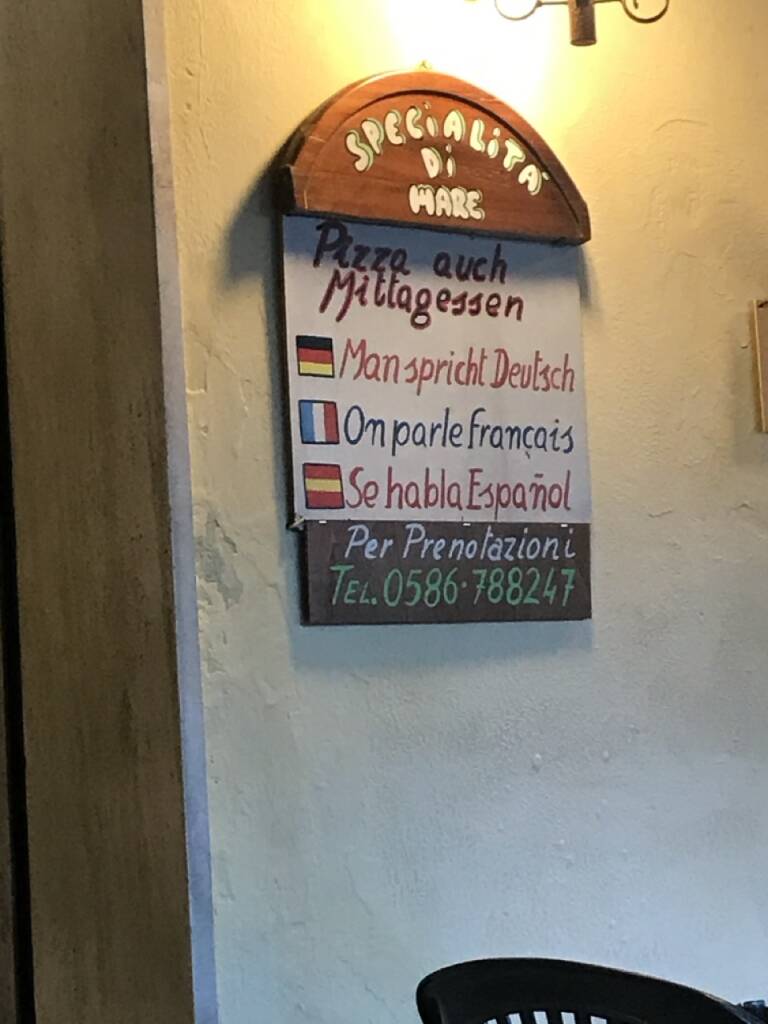 SPECiALiTÀ
Di
MARE
Pizza auch
Mittagessen
Man spricht Deutsch
On parle Français
Se habla Español
Per Prenotazioni
TEL. 0586·788247